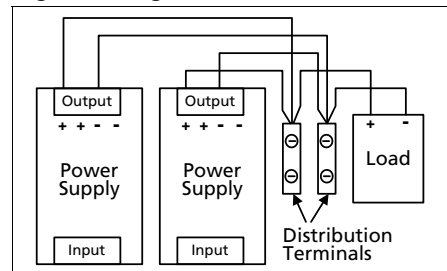 Output
+ + - -
Power
Supply
Input
Output
+ + - -
Power
Supply
Input
+ -
Load
Distribution
Terminals